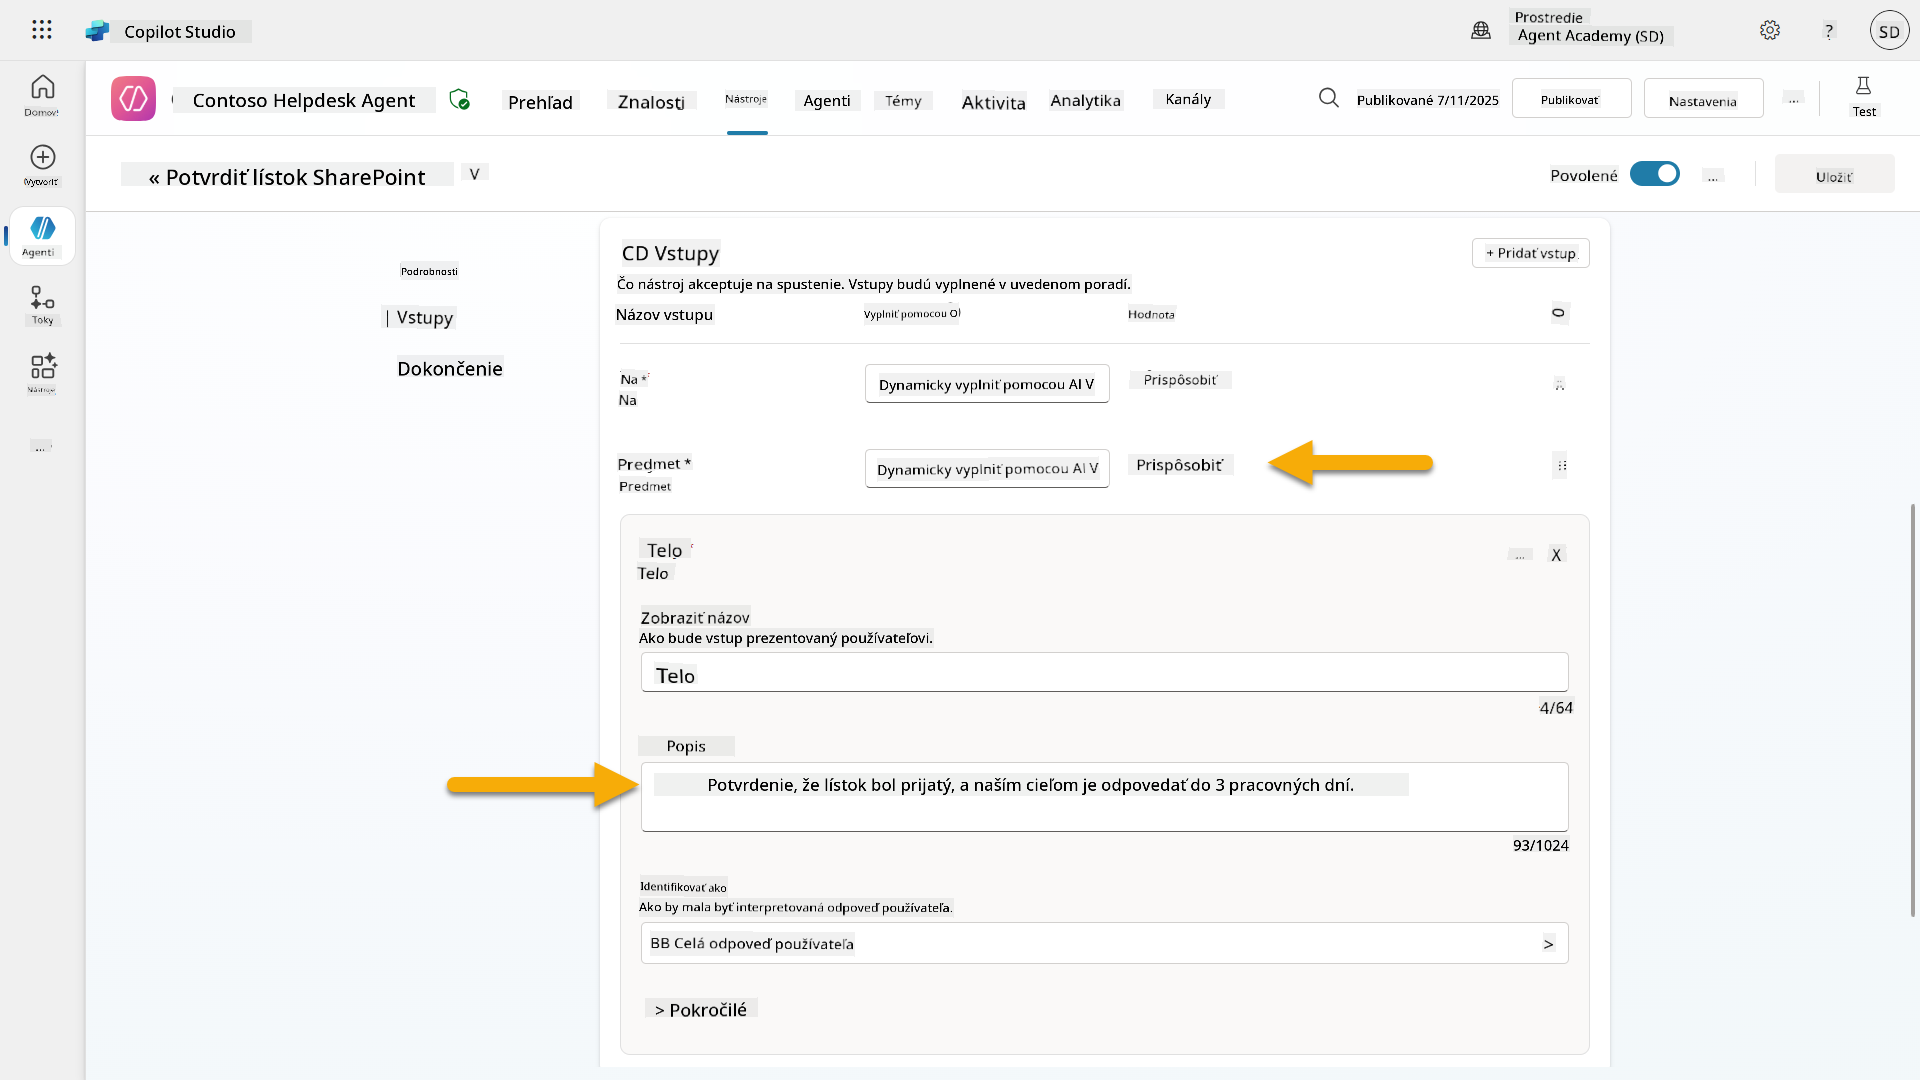 Copilot Studio
Prostredie
Agent Academy (SD)
?
SD
Domov
Contoso Helpdesk Agent
Prehľad
Znalosti
Nástroje
Agenti
Témy
Aktivita
Analytika
Kanály
Publikované 7/11/2025
Publikovať
Nastavenia
...
Test
Vytvoriť
« Potvrdiť lístok SharePoint
V
Povolené
...
Uložiť
Agenti
Toky
Nástroje
...
Podrobnosti
| Vstupy
Dokončenie
CD Vstupy
+ Pridať vstup
Čo nástroj akceptuje na spustenie. Vstupy budú vyplnené v uvedenom poradí.
Názov vstupu
Vyplniť pomocou
Hodnota
Na *
Na
Dynamicky vyplniť pomocou AI V
Prispôsobiť
Predmet *
Predmet
Dynamicky vyplniť pomocou AI V
Prispôsobiť
Telo
Telo
...
X
Zobraziť názov
Ako bude vstup prezentovaný používateľovi.
Telo
4/64
Popis
Potvrdenie, že lístok bol prijatý, a naším cieľom je odpovedať do 3 pracovných dní.
93/1024
Identifikovať ako
Ako by mala byť interpretovaná odpoveď používateľa.
BB Celá odpoveď používateľa
>
> Pokročilé